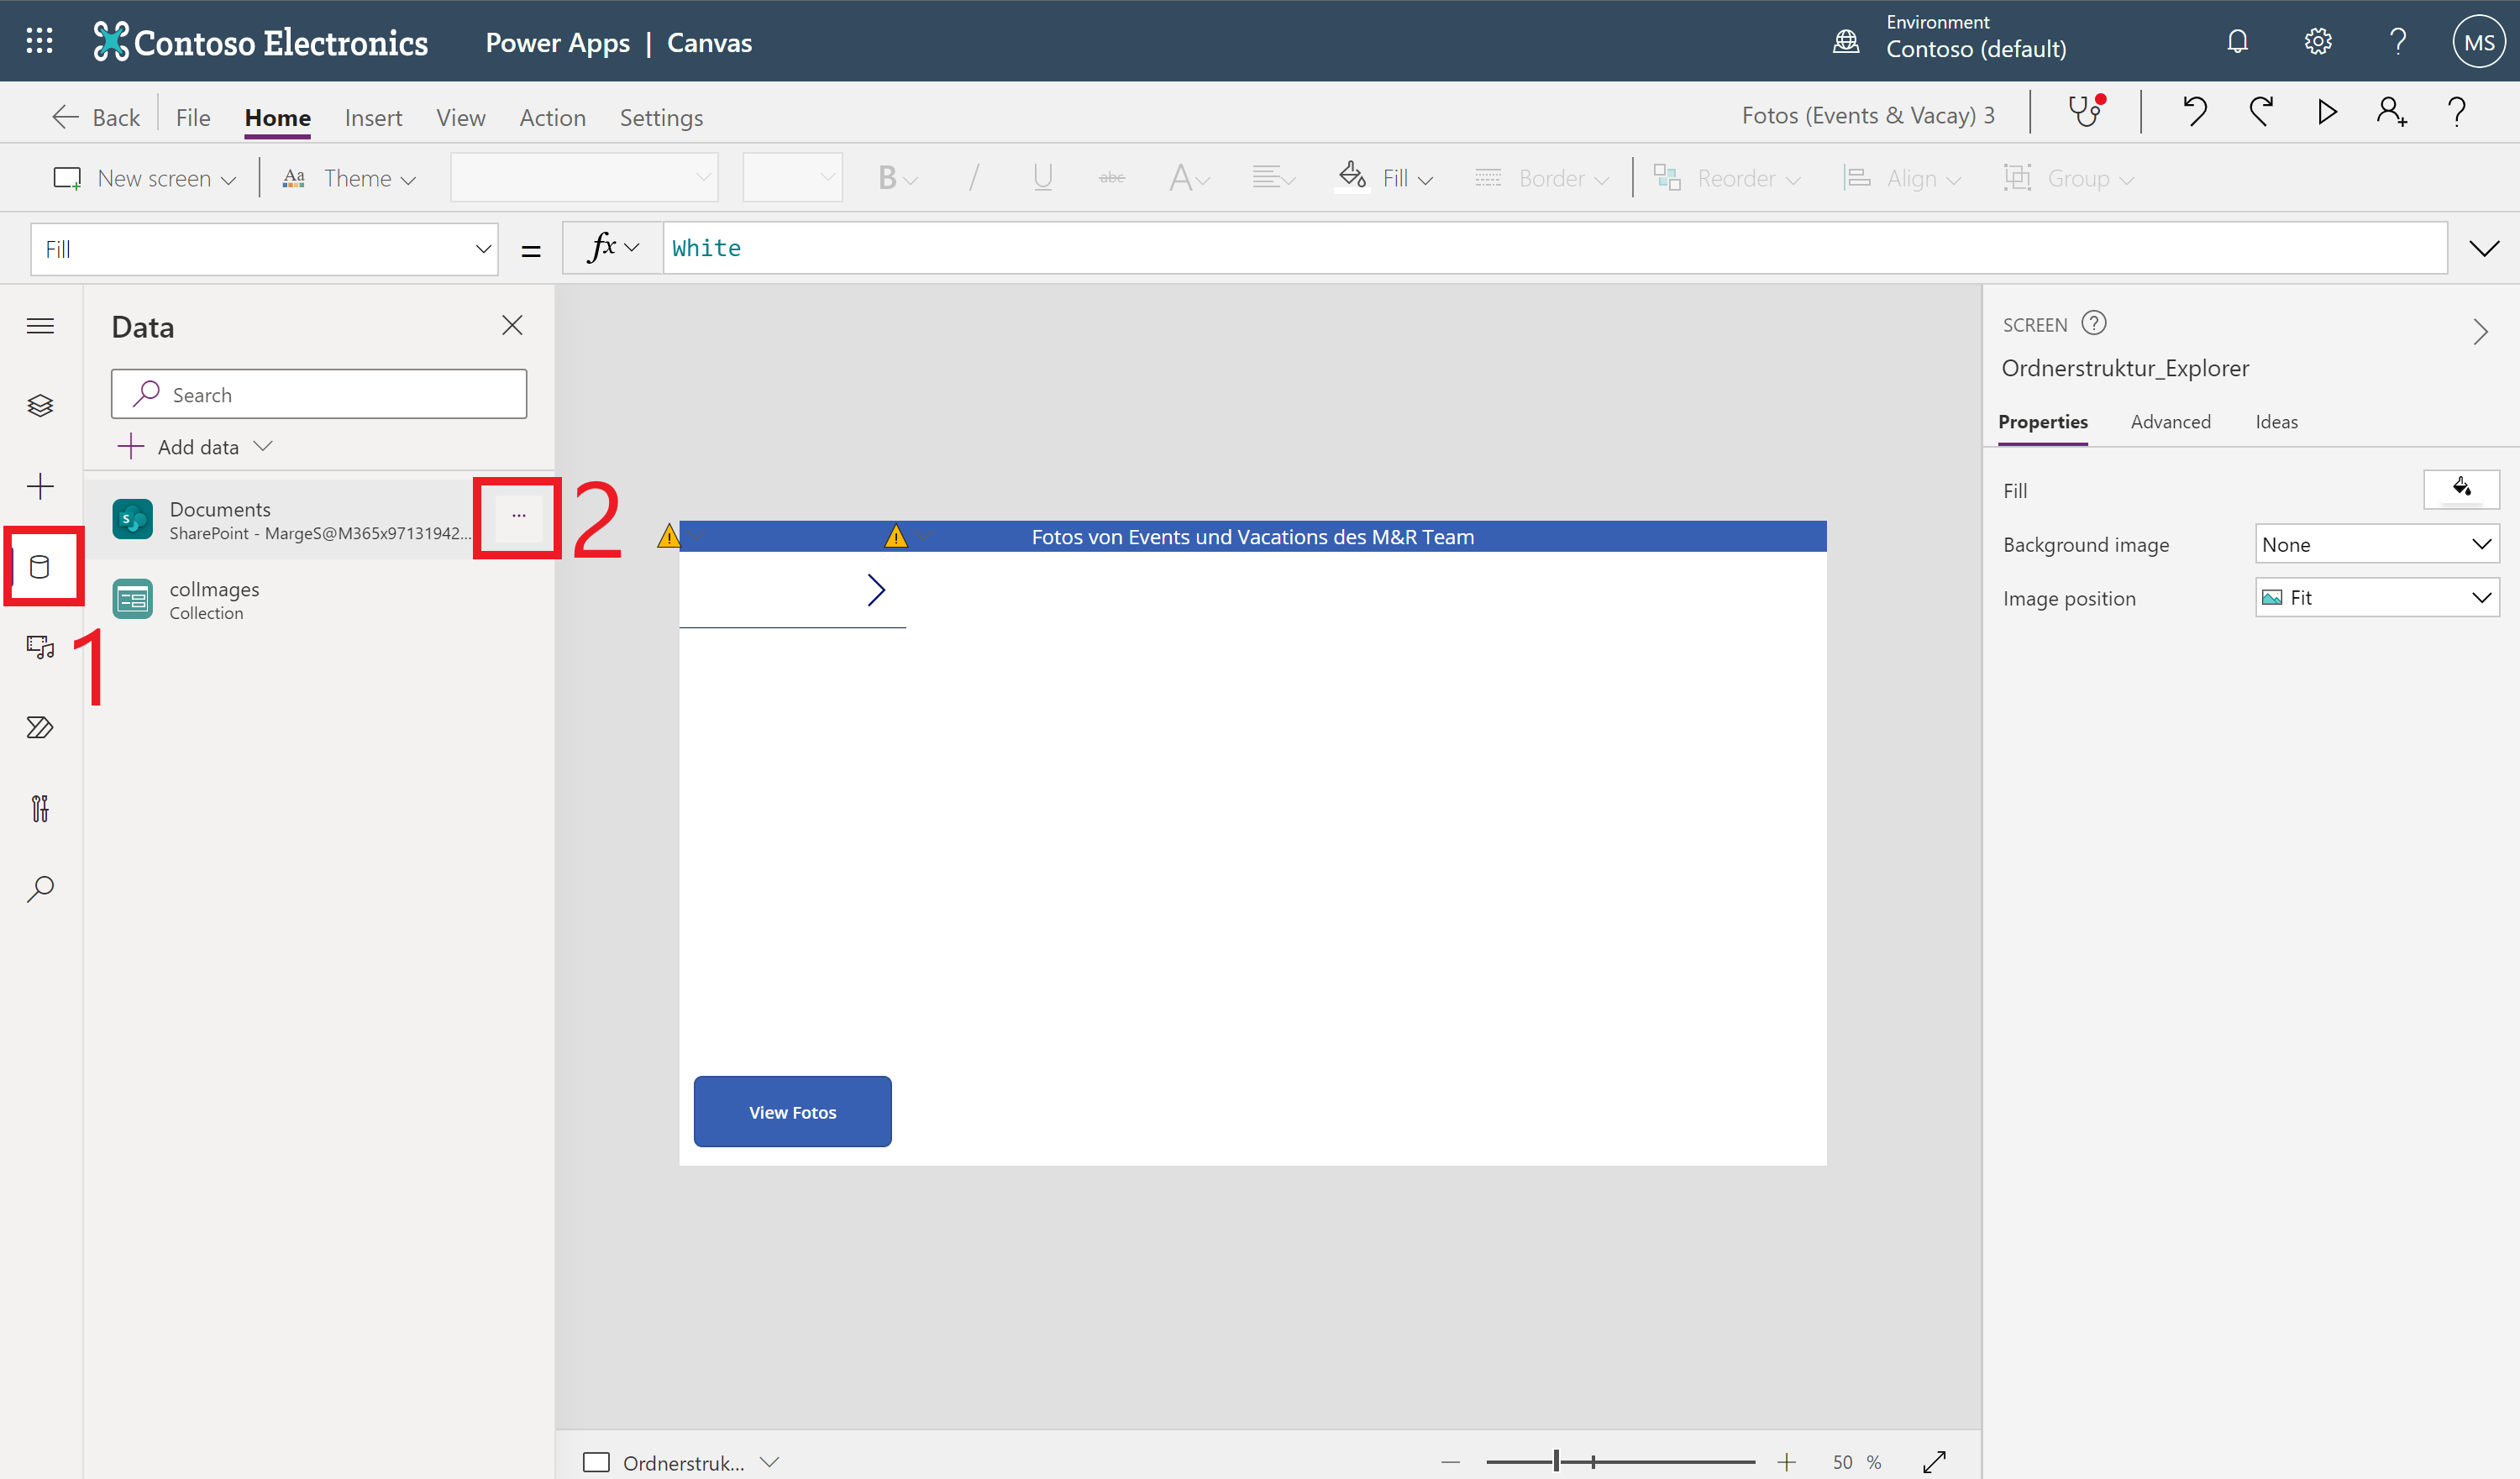 Contoso Electronics
Power Apps | Canvas
Environment
Contoso (default)
MS
Back
File
Home
Insert
View
Action
Settings
Fotos (Events & Vacay) 3
New screen
Theme
B
/
U
abc
A
Fill
Border
Reorder
Align
Group
Fill
=
fx
White
Data
Search
Add data
Documents
SharePoint - MargeS@M365x97131942...
...
2
colImages
Collection
1
Fotos von Events und Vacations des M&R Team
View Fotos
SCREEN
Ordnerstruktur_Explorer
Properties
Advanced
Ideas
Fill
Background image
None
Image position
Fit
Ordnerstruk...
50 %